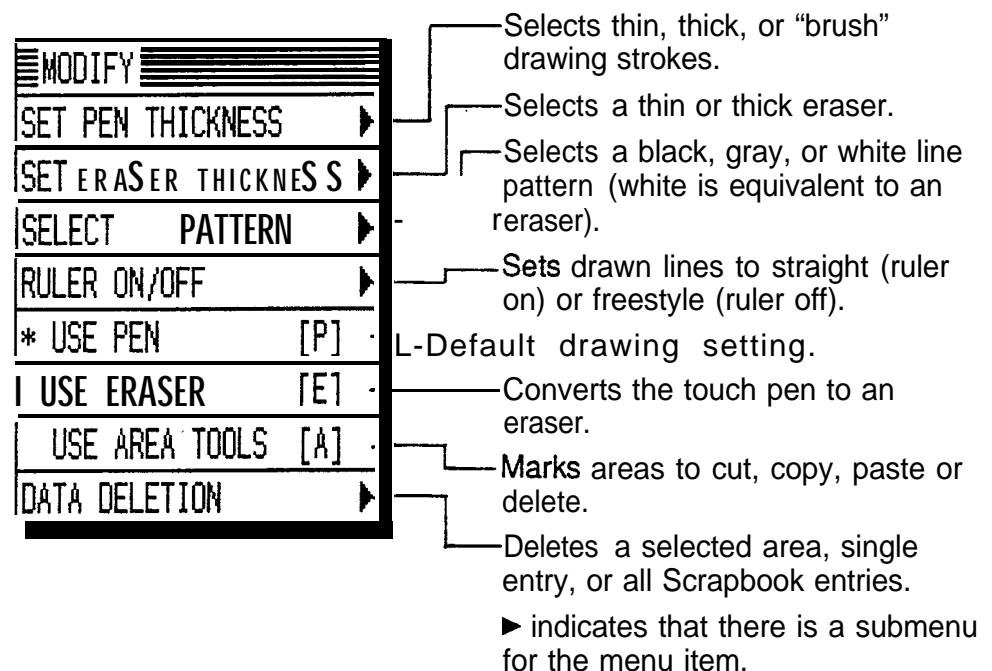 MODIFY
SET PEN THICKNESS ▶
SET eraSer thickneS S ▶
SELECT PATTERN ▶
RULER ON/OFF ▶
* USE PEN [P]
USE ERASER [E]
USE AREA TOOLS [A]
DATA DELETION ▶
Selects thin, thick, or “brush”
drawing strokes.
Selects a thin or thick eraser.
Selects a black, gray, or white line
pattern (white is equivalent to an
reraser).
Sets drawn lines to straight (ruler
on) or freestyle (ruler off).
L-Default drawing setting.
Converts the touch pen to an
eraser.
Marks areas to cut, copy, paste or
delete.
Deletes a selected area, single
entry, or all Scrapbook entries.
▶ indicates that there is a submenu
for the menu item.